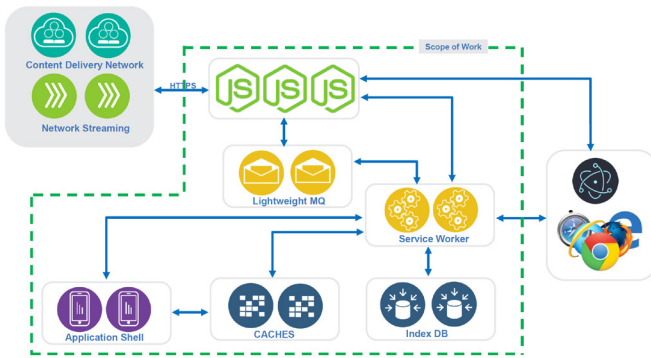 Scope of Work
Content Delivery Network
HTTPS
JS JS JS
Network Streaming
Lightweight MQ
Service Worker
Application Shell
CACHES
Index DB